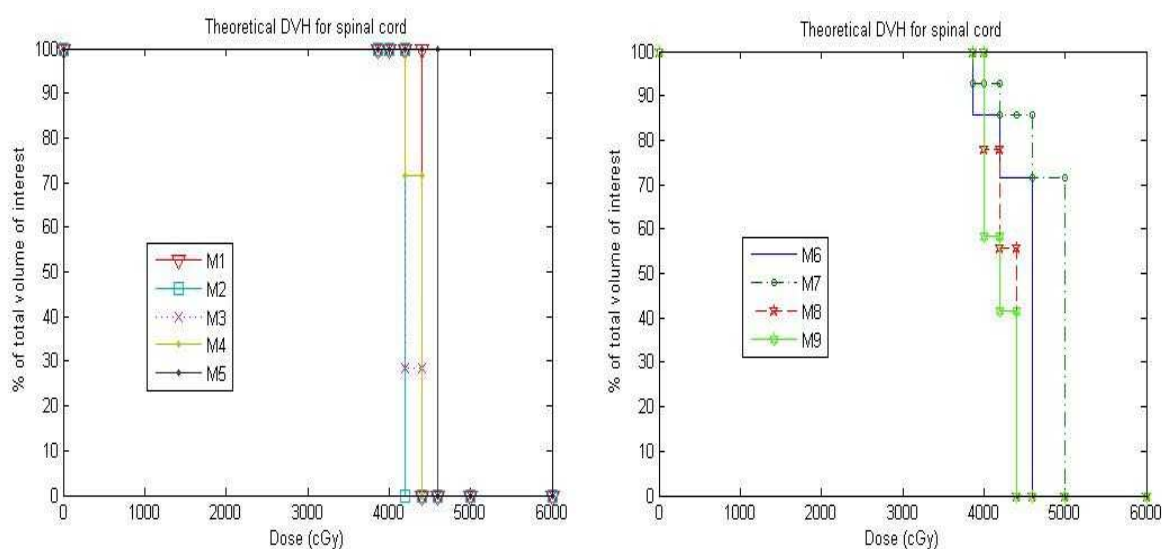 Theoretical DVH for spinal cord
% of total volume of interest
100
90
80
70
60
50
40
30
20
10
0
M1
M2
M3
M4
M5
0 1000 2000 3000 4000 5000 6000
Dose (cGy)
Theoretical DVH for spinal cord
% of total volume of interest
100
90
80
70
60
50
40
30
20
10
0
M6
M7
M8
M9
0 1000 2000 3000 4000 5000 6000
Dose (cGy)